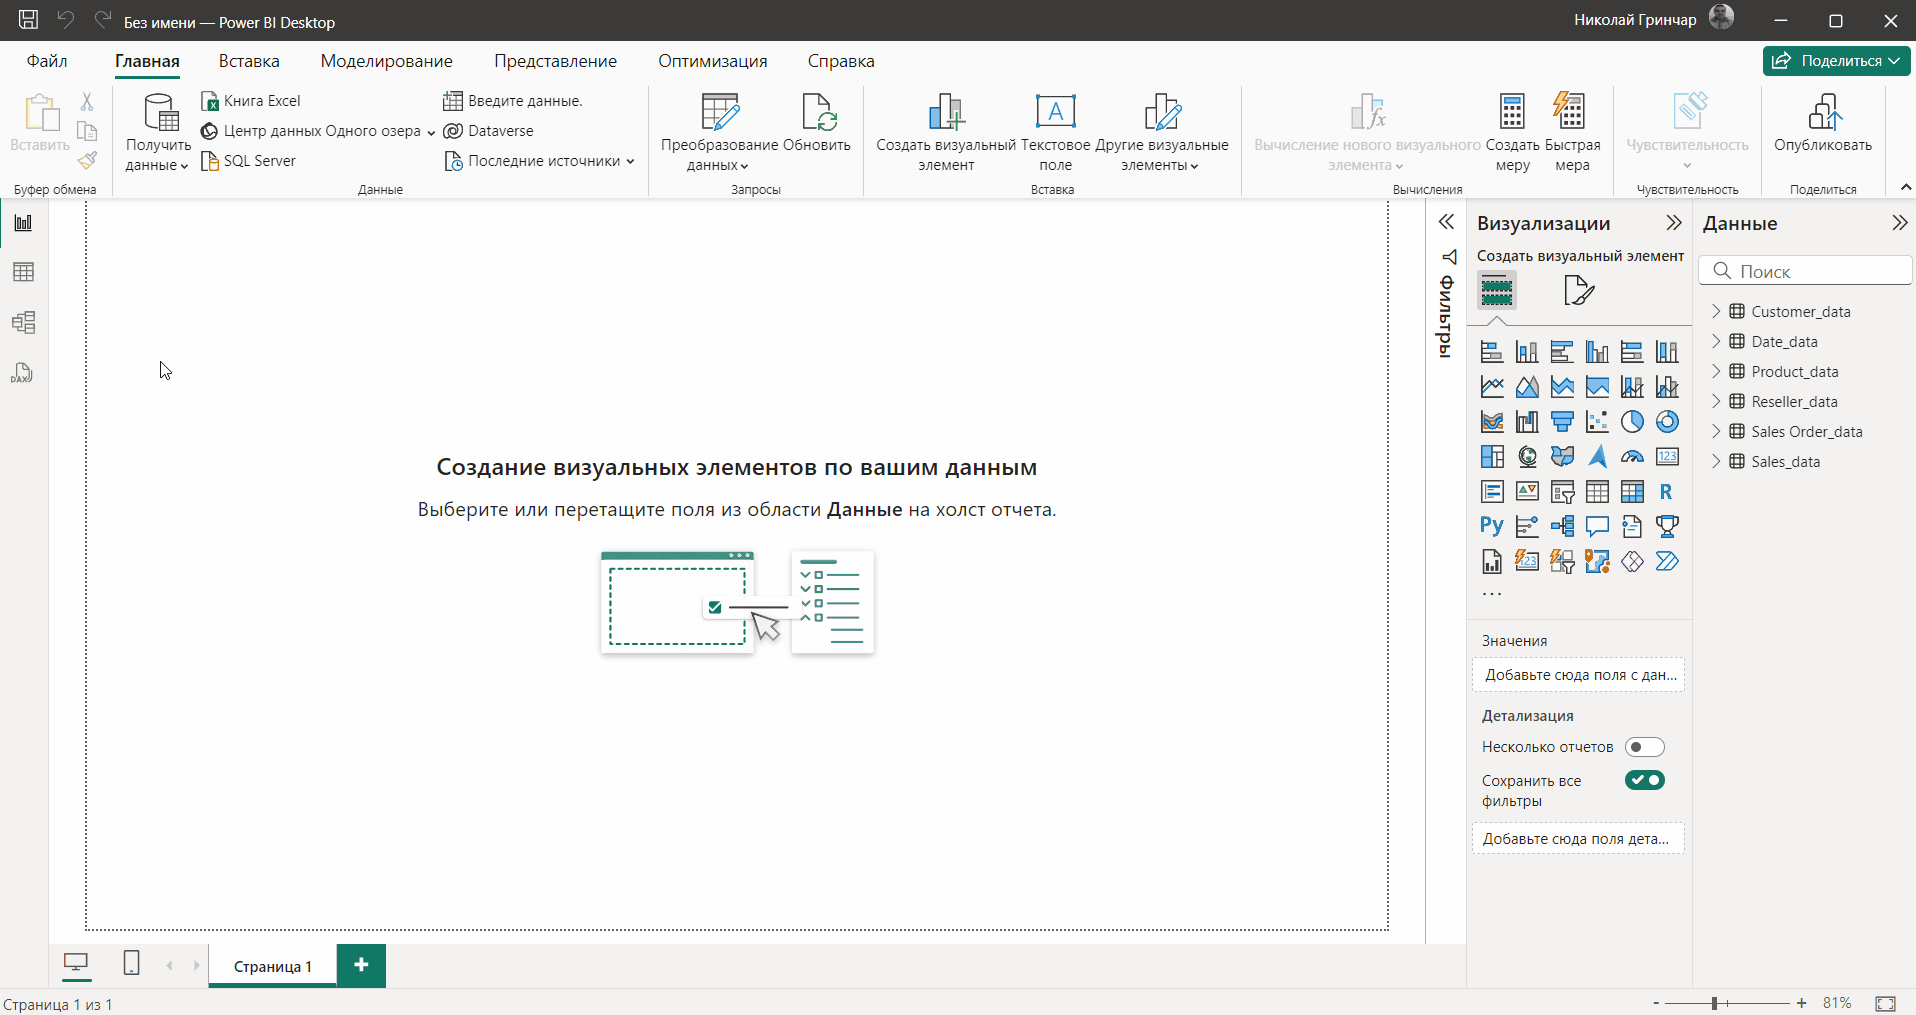 Без имени — Power BI Desktop
Николай Гринчар
Файл
Главная
Вставка
Моделирование
Представление
Оптимизация
Справка
Поделиться
Вставить
Буфер обмена
Получить
данные
Книга Excel
Центр данных Одного озера
SQL Server
Введите данные.
Dataverse
Последние источники
Данные
Преобразование
данных
Обновить
Запросы
Создать визуальный
элемент
Текстовое
поле
Другие визуальные
элементы
Вставка
Вычисление нового визуального
элемента
Создать
меру
Быстрая
мера
Вычисления
Чувствительность
Чувствительность
Опубликовать
Поделиться
DAX
Создание визуальных элементов по вашим данным
Выберите или перетащите поля из области Данные на холст отчета.
Фильтры
Визуализации
Создать визуальный элемент
123
R
Py
123
...
Значения
Добавьте сюда поля с дан...
Детализация
Несколько отчетов
Сохранить все
фильтры
Добавьте сюда поля дета...
Данные
Поиск
Customer_data
Date_data
Product_data
Reseller_data
Sales Order_data
Sales_data
Страница 1
+
Страница 1 из 1
- + 81%